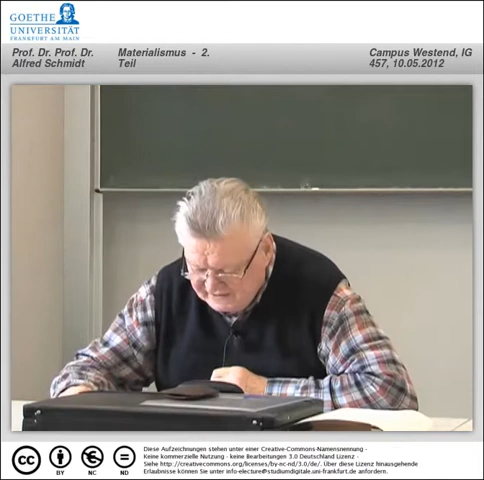 GOETHE
UNIVERSITÄT
FRANKFURT AM MAIN
Prof. Dr. Prof. Dr. Materialismus - 2. Campus Westend, IG
Alfred Schmidt Teil 457, 10.05.2012
Diese Aufzeichnungen stehen unter einer Creative-Commons-Namensnennung -
Keine kommerzielle Nutzung - keine Bearbeitungen 3.0 Deutschland Lizenz -
Siehe http://creativecommons.org/licenses/by-nc-nd/3.0/de/. Über diese Lizenz hinausgehende
Erlaubnisse können Sie unter info-electure@studiumdigitale.uni-frankfurt.de anfordern.
cc BY NC ND